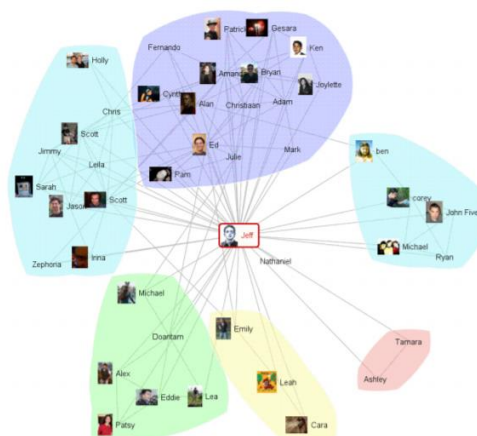 Patrick
Gesara
Fernando
Ken
Holly
Amanda
Bryan
Joylette
Cynthia
Alan
Christiaan
Adam
Chris
Scott
Ed
Mark
ben
Jimmy
Julie
Leila
Pam
Sarah
Jason
Scott
corey
John Five
Jeff
Michael
Irina
Nathaniel
Ryan
Zephoria
Michael
Emily
Doantam
Tamara
Alex
Leah
Ashley
Eddie
Lea
Patsy
Cara